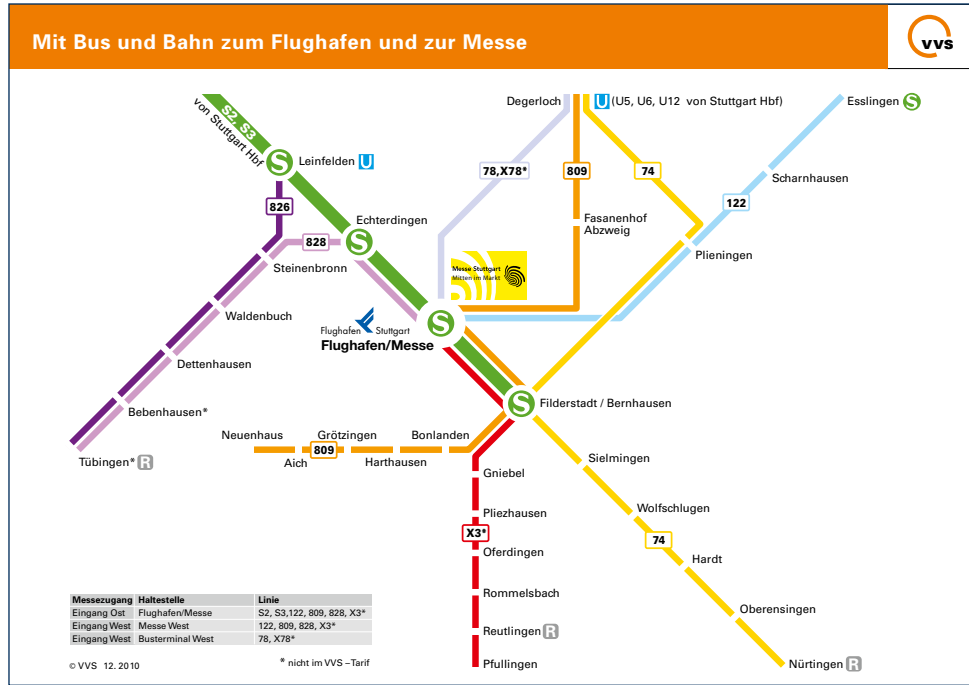 Mit Bus und Bahn zum Flughafen und zur Messe
vvs
S2, S3
von Stuttgart Hbf
S
Leinfelden U
826
Echterdingen
828
S
Steinenbronn
Waldenbuch
Dettenhausen
Bebenhausen*
Tübingen* R
Degerloch
U (U5, U6, U12 von Stuttgart Hbf)
Esslingen S
78,X78*
809
74
Scharnhausen
122
Fasanenhof
Abzweig
Plieningen
Messe Stuttgart
Mitten im Markt
Flughafen Stuttgart
Flughafen/Messe
S
S
Filderstadt / Bernhausen
Neuenhaus
Grötzingen
Bonlanden
809
Aich
Harthausen
Gniebel
Pliezhausen
X3*
Oferdingen
Rommelsbach
Reutlingen R
Pfullingen
Sielmingen
Wolfschlugen
74
Hardt
Oberensingen
Nürtingen R
Messezugang Haltestelle Linie
Eingang Ost Flughafen/Messe S2, S3,122, 809, 828, X3*
Eingang West Messe West 122, 809, 828, X3*
Eingang West Busterminal West 78, X78*
© VVS 12. 2010
* nicht im VVS –Tarif